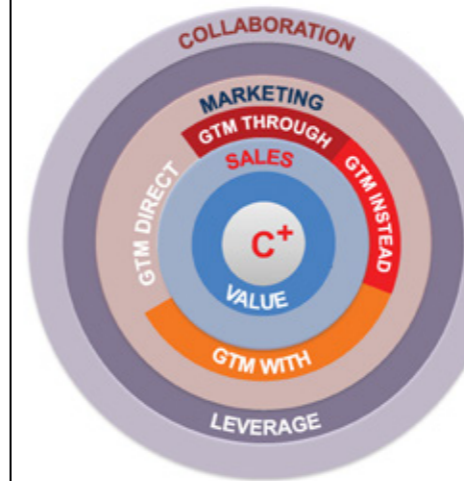 COLLABORATION
MARKETING
GTM THROUGH
SALES
GTM DIRECT
GTM INSTEAD
C+
VALUE
GTM WITH
LEVERAGE